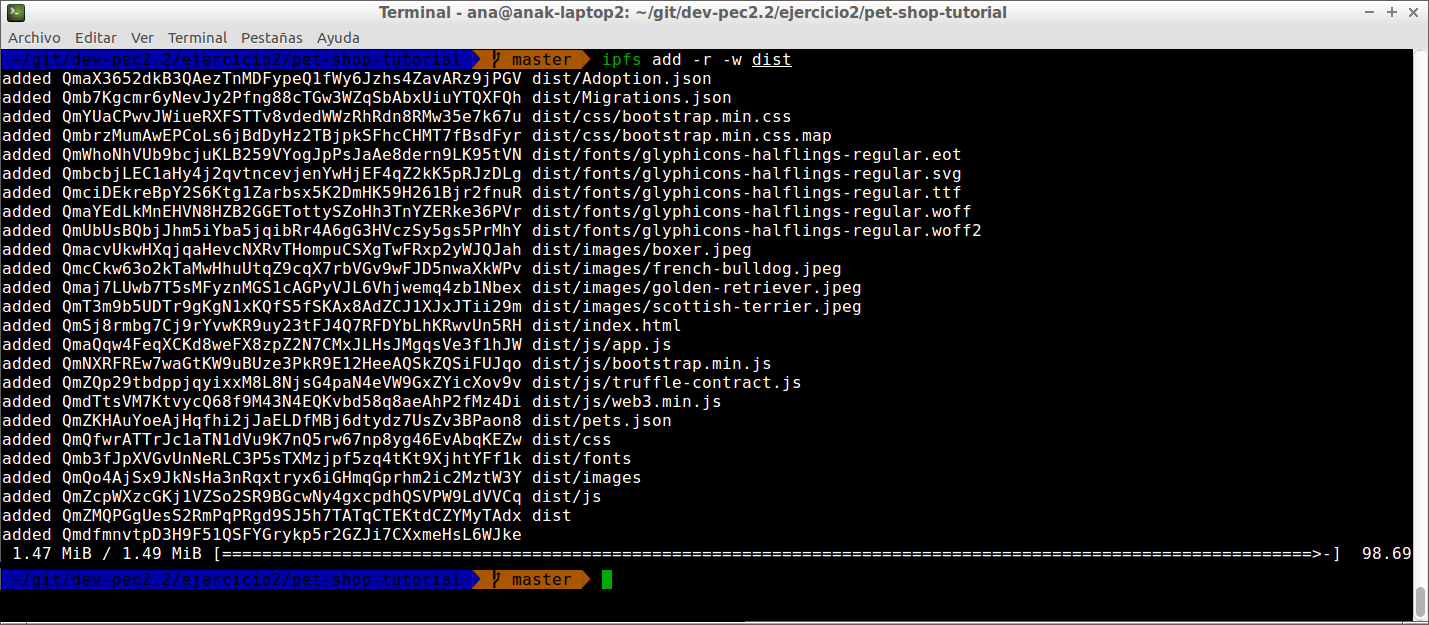 Terminal - ana@anak-laptop2: ~/git/dev-pec2.2/ejercicio2/pet-shop-tutorial
Archivo Editar Ver Terminal Pestañas Ayuda
~/git/dev-pec2.2/ejercicio2/pet-shop-tutorial master ipfs add -r -w dist
added QmaX3652dkB3QAezTnMDFypeQ1fWy6Jzhs4ZavARz9jPGV dist/Adoption.json
added Qmb7Kgcmr6yNevJy2Pfng88cTGw3WZqSbAbxUiuYTQXFQh dist/Migrations.json
added QmYUaCPwvJWiueRXFSTTv8vdedWWzRhRdn8RMw35e7k67u dist/css/bootstrap.min.css
added QmbrzMumAwEPCoLs6jBdDyHz2TBjpkSFhcCHMT7fBsdFyr dist/css/bootstrap.min.css.map
added QmWhoNhVUb9bcjuKLB259VYogJpPsJaAe8dern9LK95tVN dist/fonts/glyphicons-halflings-regular.eot
added QmbcbjLEC1aHy4j2qvtncevjenYwHjEF4qZ2kK5pRJzDLg dist/fonts/glyphicons-halflings-regular.svg
added QmciDEkreBpY2S6Ktg1Zarbsx5K2DmHK59H261Bjr2fnuR dist/fonts/glyphicons-halflings-regular.ttf
added QmaYEdLkMnEHVN8HZB2GGETottySZoHh3TnYZERke36PVr dist/fonts/glyphicons-halflings-regular.woff
added QmUbUsBQbjJhm5iYba5jqibRr4A6gG3HVczSy5gs5PrMhY dist/fonts/glyphicons-halflings-regular.woff2
added QmacvUkwHXqjqaHevcNXRvTHompuCSXgTwFRxp2yWJQJah dist/images/boxer.jpeg
added QmcCkw63o2kTaMwHhuUtqZ9cqX7rbVGv9wFJD5nwaXkWPv dist/images/french-bulldog.jpeg
added Qmaj7LUwb7T5sMFyznMGS1cAGPyVJL6Vhjwemq4zb1Nbex dist/images/golden-retriever.jpeg
added QmT3m9b5UDTr9gKgN1xKQfS5fSKAx8AdZCJ1XJxJTii29m dist/images/scottish-terrier.jpeg
added QmSj8rmbg7Cj9rYvwKR9uy23tFJ4Q7RFDYbLhKRwvUn5RH dist/index.html
added QmaQqw4FeqXCKd8weFX8zpZ2N7CMxJLHsJMgqsVe3f1hJW dist/js/app.js
added QmNXRFREw7waGtKW9uBUze3PkR9E12HeeAQSkZQSiFUJqo dist/js/bootstrap.min.js
added QmZQp29tbdppjqyixxM8L8NjsG4paN4eVW9GxZYicXov9v dist/js/truffle-contract.js
added QmdTtsVM7KtvycQ68f9M43N4EQKvbd58q8aeAhP2fMz4Di dist/js/web3.min.js
added QmZKHAuYoeAjHqfhi2jJaELDfMBj6dtydz7UsZv3BPaon8 dist/pets.json
added QmQfwrATTrJc1aTN1dVu9K7nQ5rw67np8yg46EvAbqKEZw dist/css
added Qmb3fJpXVGvUnNeRLC3P5sTXMzjpf5zq4tKt9XjhtYFf1k dist/fonts
added QmQo4AjSx9JkNsHa3nRqxtryx6iGHmqGprhm2ic2MztW3Y dist/images
added QmZcpWXzcGKj1VZSo2SR9BGcwNy4gxcpdhQSVPW9LdVVCq dist/js
added QmZMQPGgUesS2RmPqPRgd9SJ5h7TATqCTEKtdCZYMyTAdx dist
added QmdfmnvtpD3H9F51QSFYGrykp5r2GZJi7CXxmeHsL6WJke
1.47 MiB / 1.49 MiB [=============================================================================================================>-] 98.69
~/git/dev-pec2.2/ejercicio2/pet-shop-tutorial master